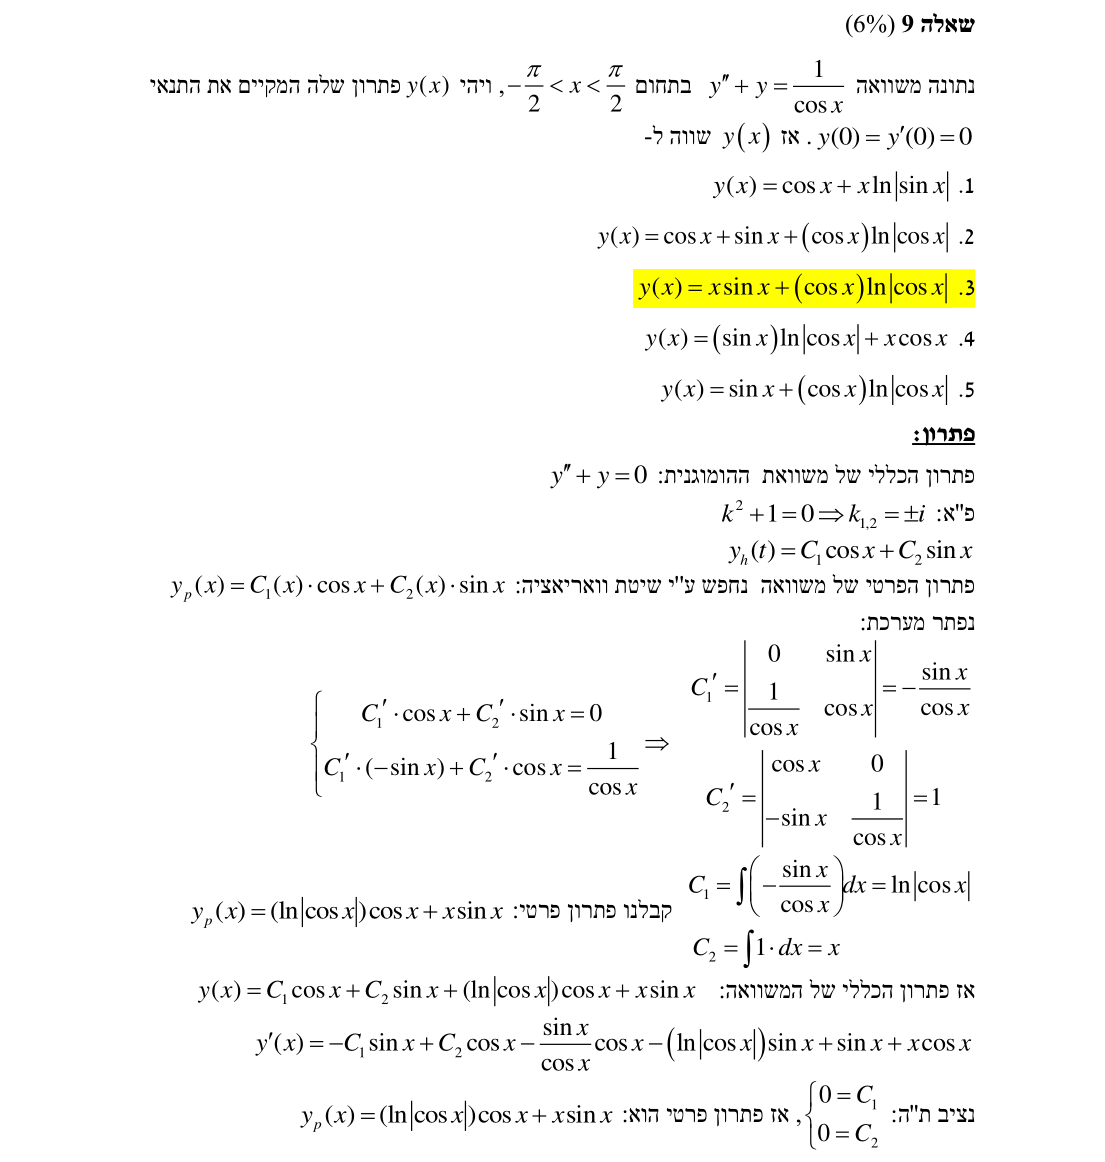 שאלה 9 (6%)
נתונה משוואה y″ + y = 1/cos x בתחום −π/2 < x < π/2, ויהי y(x) פתרון שלה המקיים את התנאי
y(0) = y′(0) = 0. אז y(x) שווה ל-
1. y(x) = cos x + x ln|sin x|
2. y(x) = cos x + sin x + (cos x) ln|cos x|
3. y(x) = x sin x + (cos x) ln|cos x|
4. y(x) = (sin x) ln|cos x| + x cos x
5. y(x) = sin x + (cos x) ln|cos x|
פתרון:
פתרון הכללי של משוואת ההומוגנית: y″ + y = 0
פ"א: k² + 1 = 0 ⇒ k₁,₂ = ±i
yₕ(t) = C₁ cos x + C₂ sin x
פתרון הפרטי של משוואה נחפש ע"י שיטת וואריאציה: yₚ(x) = C₁(x)·cos x + C₂(x)·sin x
נפתר מערכת:
{ C₁′·cos x + C₂′·sin x = 0
C₁′·(−sin x) + C₂′·cos x = 1/cos x ⇒
C₁′ = |0 sin x; 1/cos x cos x| = −sin x/cos x
C₂′ = |cos x 0; −sin x 1/cos x| = 1
C₁ = ∫(−sin x/cos x)dx = ln|cos x|
C₂ = ∫1·dx = x
קבלנו פתרון פרטי: yₚ(x) = (ln|cos x|)cos x + x sin x
אז פתרון הכללי של המשוואה: y(x) = C₁ cos x + C₂ sin x + (ln|cos x|)cos x + x sin x
y′(x) = −C₁ sin x + C₂ cos x − sin x/cos x cos x − (ln|cos x|)sin x + sin x + x cos x
נציב ת"ה: {0 = C₁; 0 = C₂, אז פתרון פרטי הוא: yₚ(x) = (ln|cos x|)cos x + x sin x